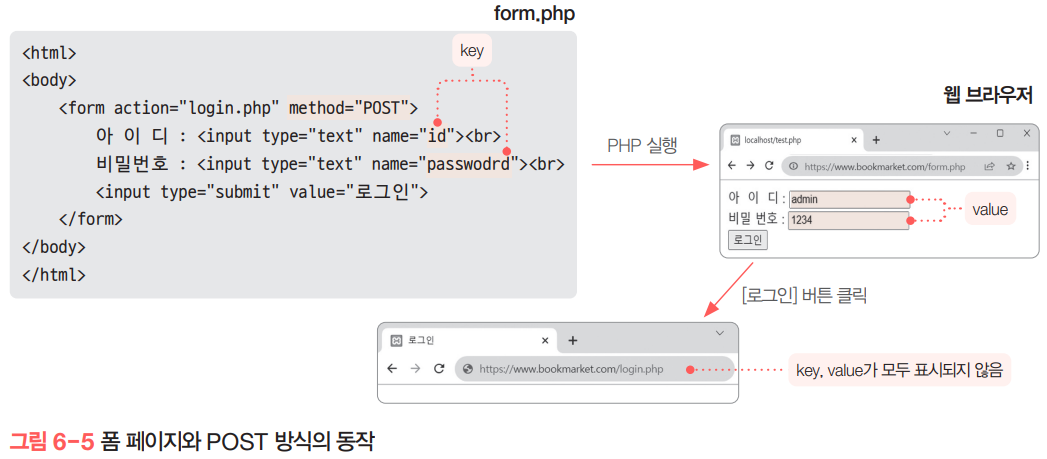 form.php
<html>
<body>
<form action="login.php" method="POST">
아 이 디 : <input type="text" name="id"><br>
비밀번호 : <input type="text" name="passwodrd"><br>
<input type="submit" value="로그인">
</form>
</body>
</html>
key
PHP 실행
웹 브라우저
localhost/test.php
https://www.bookmarket.com/form.php
아 이 디 : admin
비밀 번호 : 1234
로그인
value
[로그인] 버튼 클릭
로그인
https://www.bookmarket.com/login.php
key, value가 모두 표시되지 않음
그림 6-5 폼 페이지와 POST 방식의 동작